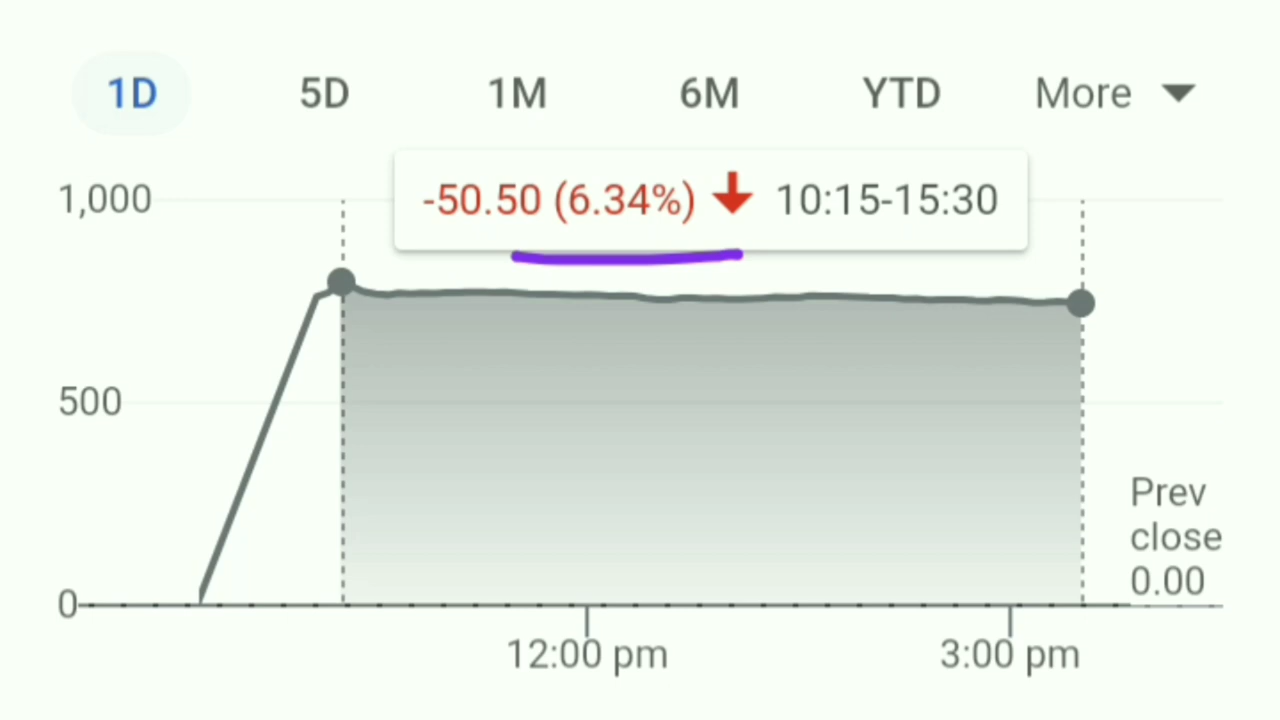 1D 5D 1M 6M YTD More
-50.50 (6.34%) 10:15-15:30
1,000
500
Prev
close
0.00
0
12:00 pm 3:00 pm